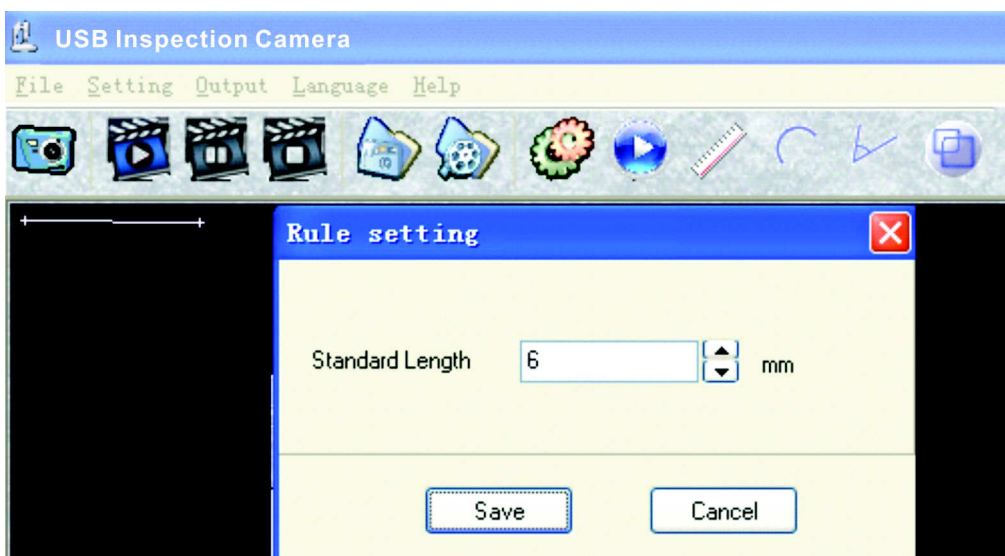 USB Inspection Camera
File Setting Output Language Help
Rule setting
Standard Length 6 mm
Save Cancel